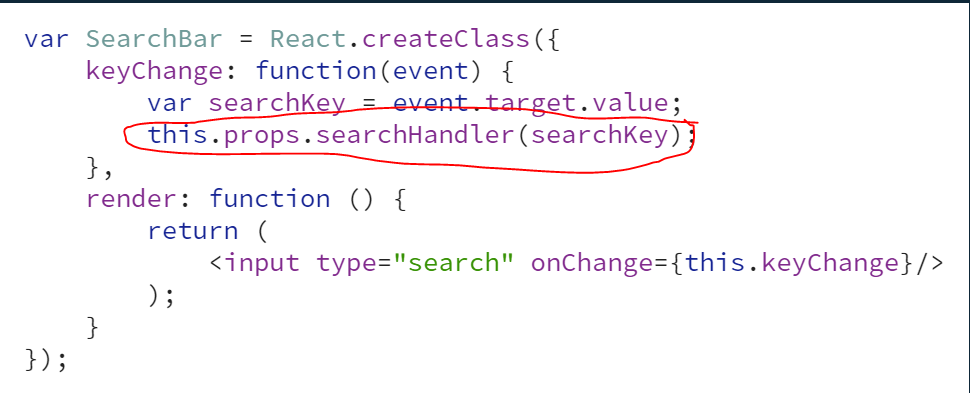 var SearchBar = React.createClass({
keyChange: function(event) {
var searchKey = event.target.value;
this.props.searchHandler(searchKey);
},
render: function () {
return (
<input type="search" onChange={this.keyChange}/>
);
}
});